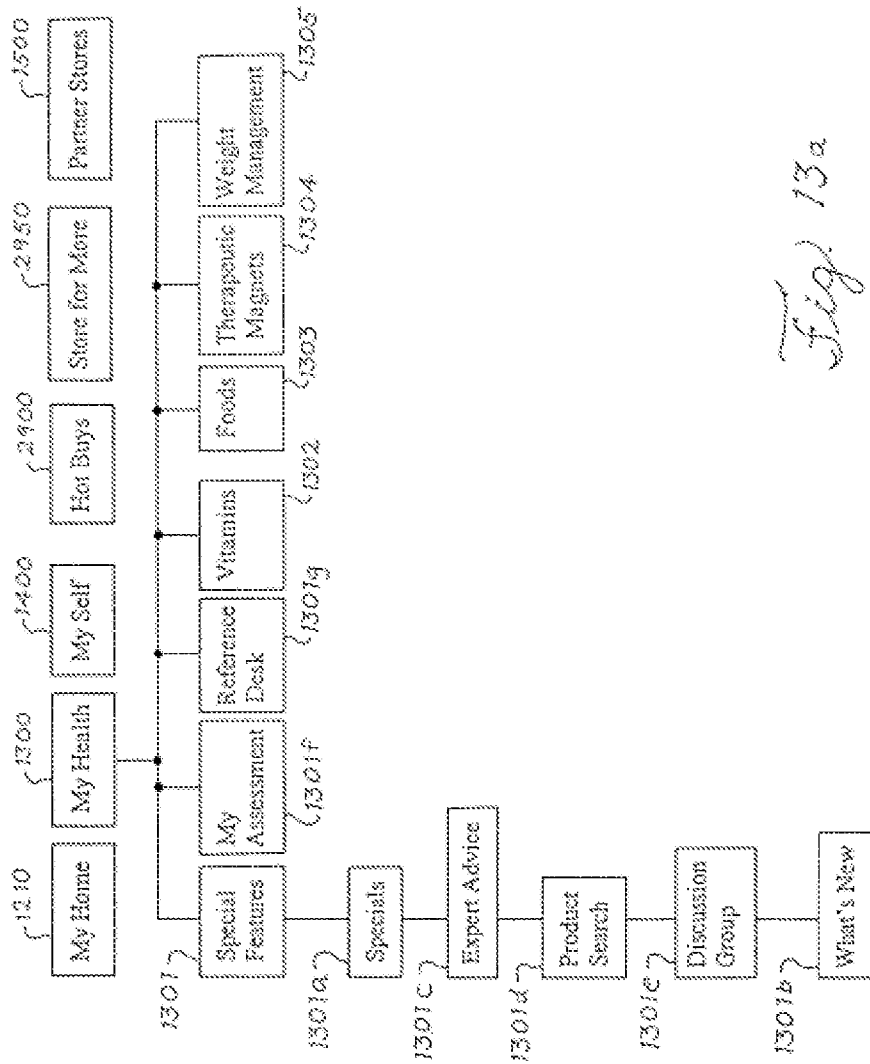 1210
1300
1400
2900
2950
1500
My Home
My Health
My Self
Hot Buys
Store for More
Partner Stores
1301
Special
Features
My
Assessment
Reference
Desk
Vitamins
Foods
Therapeutic
Magnets
Weight
Management
1301f
1301g
1302
1303
1304
1305
1301a
Specials
1301c
Expert Advice
1301d
Product
Search
1301e
Discussion
Group
1301b
What's New
Fig. 13a